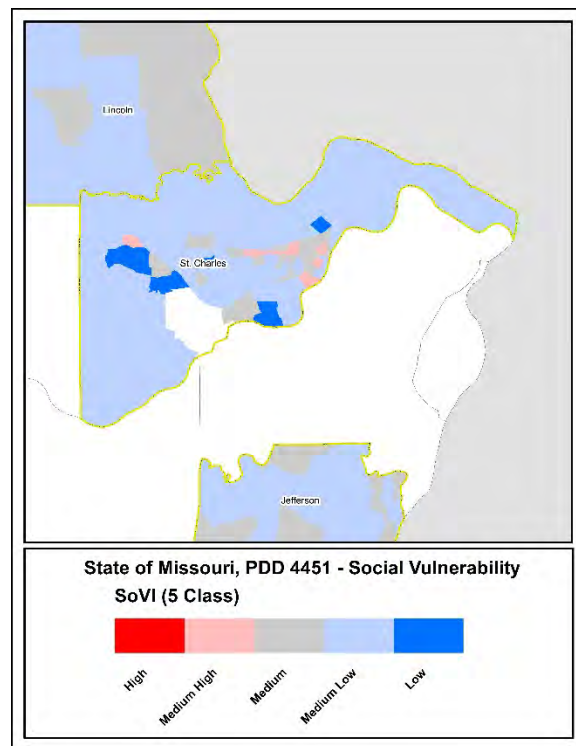 Lincoln
St. Charles
Jefferson
State of Missouri, PDD 4451 - Social Vulnerability
SoVI (5 Class)
High
Medium High
Medium
Medium Low
Low